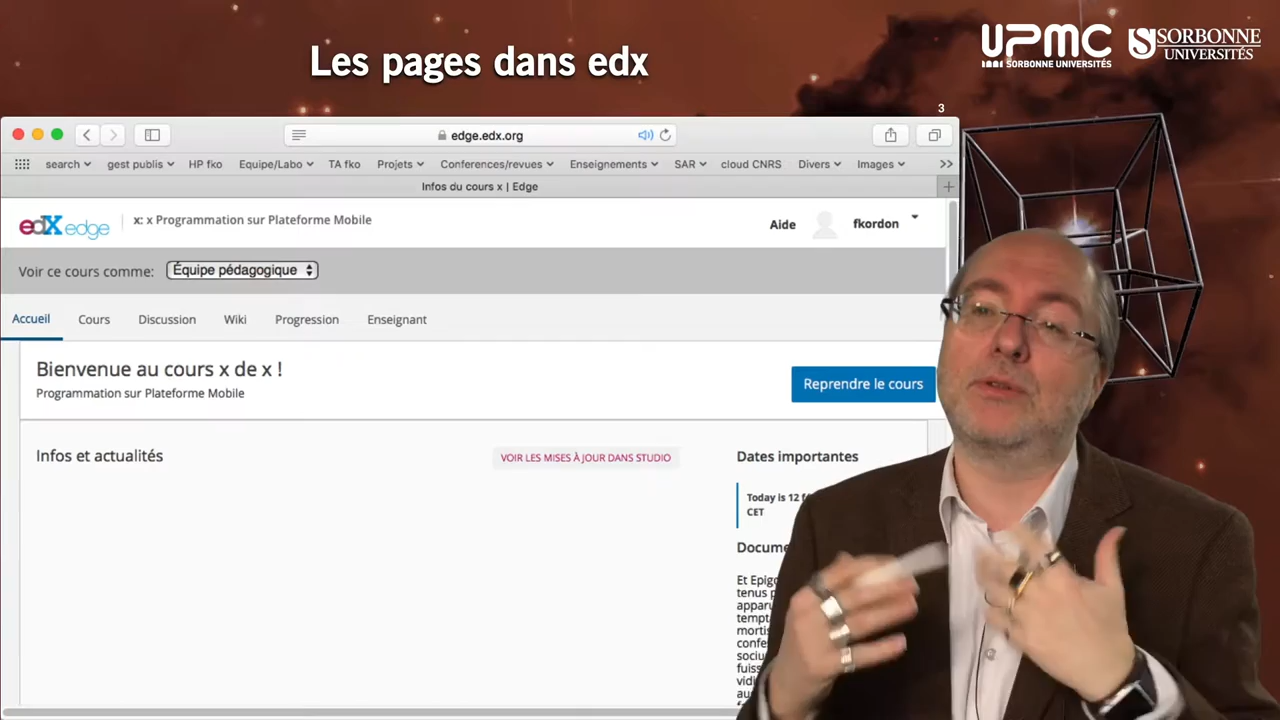 Les pages dans edx
UPMC
SORBONNE UNIVERSITÉS
SORBONNE
UNIVERSITÉS
3
edge.edx.org
search
gest publis
HP fko
Equipe/Labo
TA fko
Projets
Conferences/revues
Enseignements
SAR
cloud CNRS
Divers
Images
Infos du cours x | Edge
edX edge
x: x Programmation sur Plateforme Mobile
Aide
fkordon
Voir ce cours comme:
Équipe pédagogique
Accueil
Cours
Discussion
Wiki
Progression
Enseignant
Bienvenue au cours x de x !
Programmation sur Plateforme Mobile
Reprendre le cours
Infos et actualités
VOIR LES MISES À JOUR DANS STUDIO
Dates importantes
Today is 12
CET
Et
tenus